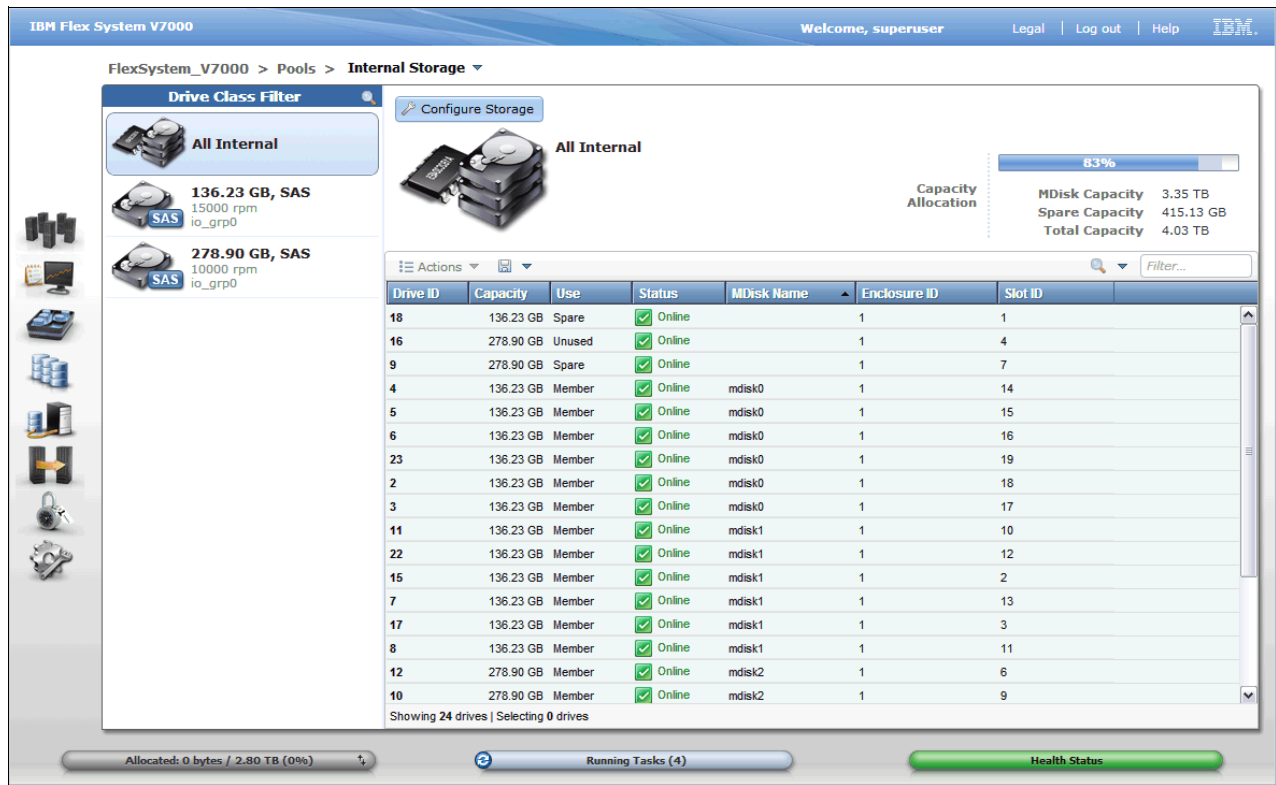 IBM Flex System V7000
Welcome, superuser
Legal | Log out | Help
IBM.
FlexSystem_V7000 > Pools > Internal Storage
Drive Class Filter
All Internal
136.23 GB, SAS
15000 rpm
io_grp0
SAS
278.90 GB, SAS
10000 rpm
io_grp0
SAS
Configure Storage
All Internal
Capacity
Allocation
83%
MDisk Capacity 3.35 TB
Spare Capacity 415.13 GB
Total Capacity 4.03 TB
Actions
Filter...
Drive ID Capacity Use Status MDisk Name Enclosure ID Slot ID
18 136.23 GB Spare Online 1 1
16 278.90 GB Unused Online 1 4
9 278.90 GB Spare Online 1 7
4 136.23 GB Member Online mdisk0 1 14
5 136.23 GB Member Online mdisk0 1 15
6 136.23 GB Member Online mdisk0 1 16
23 136.23 GB Member Online mdisk0 1 19
2 136.23 GB Member Online mdisk0 1 18
3 136.23 GB Member Online mdisk0 1 17
11 136.23 GB Member Online mdisk1 1 10
22 136.23 GB Member Online mdisk1 1 12
15 136.23 GB Member Online mdisk1 1 2
7 136.23 GB Member Online mdisk1 1 13
17 136.23 GB Member Online mdisk1 1 3
8 136.23 GB Member Online mdisk1 1 11
12 278.90 GB Member Online mdisk2 1 6
10 278.90 GB Member Online mdisk2 1 9
Showing 24 drives | Selecting 0 drives
Allocated: 0 bytes / 2.80 TB (0%)
Running Tasks (4)
Health Status